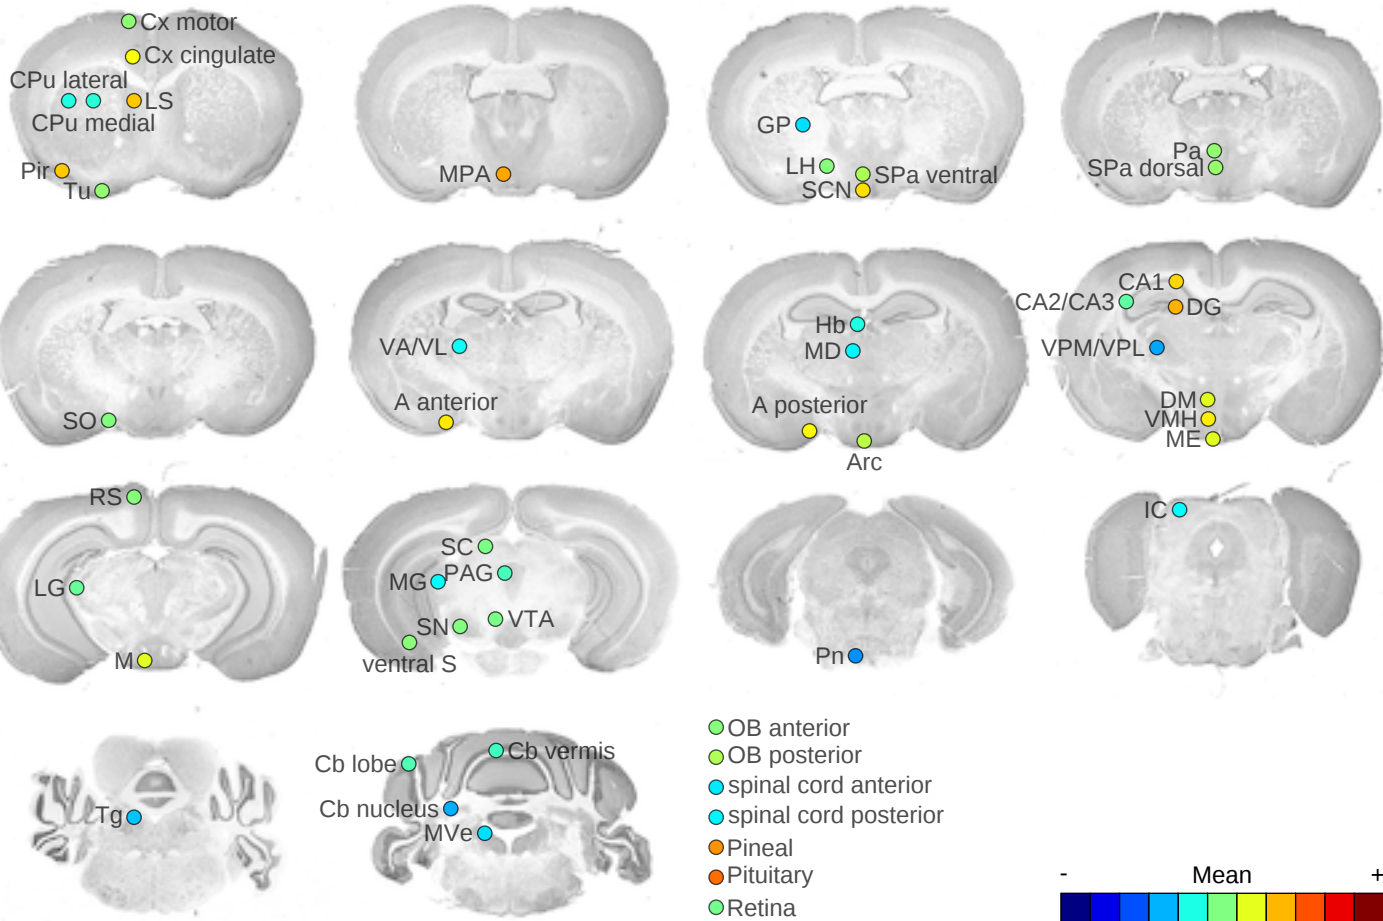 Cx motor
Cx cingulate
CPu lateral
LS
CPu medial
Pir
Tu
MPA
GP
LH
SPa ventral
SCN
Pa
SPa dorsal
SO
VA/VL
A anterior
Hb
MD
A posterior
Arc
CA1
CA2/CA3
DG
VPM/VPL
DM
VMH
ME
RS
LG
M
SC
PAG
MG
VTA
SN
ventral S
Pn
IC
Tg
Cb vermis
Cb lobe
Cb nucleus
MVe
OB anterior
OB posterior
spinal cord anterior
spinal cord posterior
Pineal
Pituitary
Retina
- Mean +